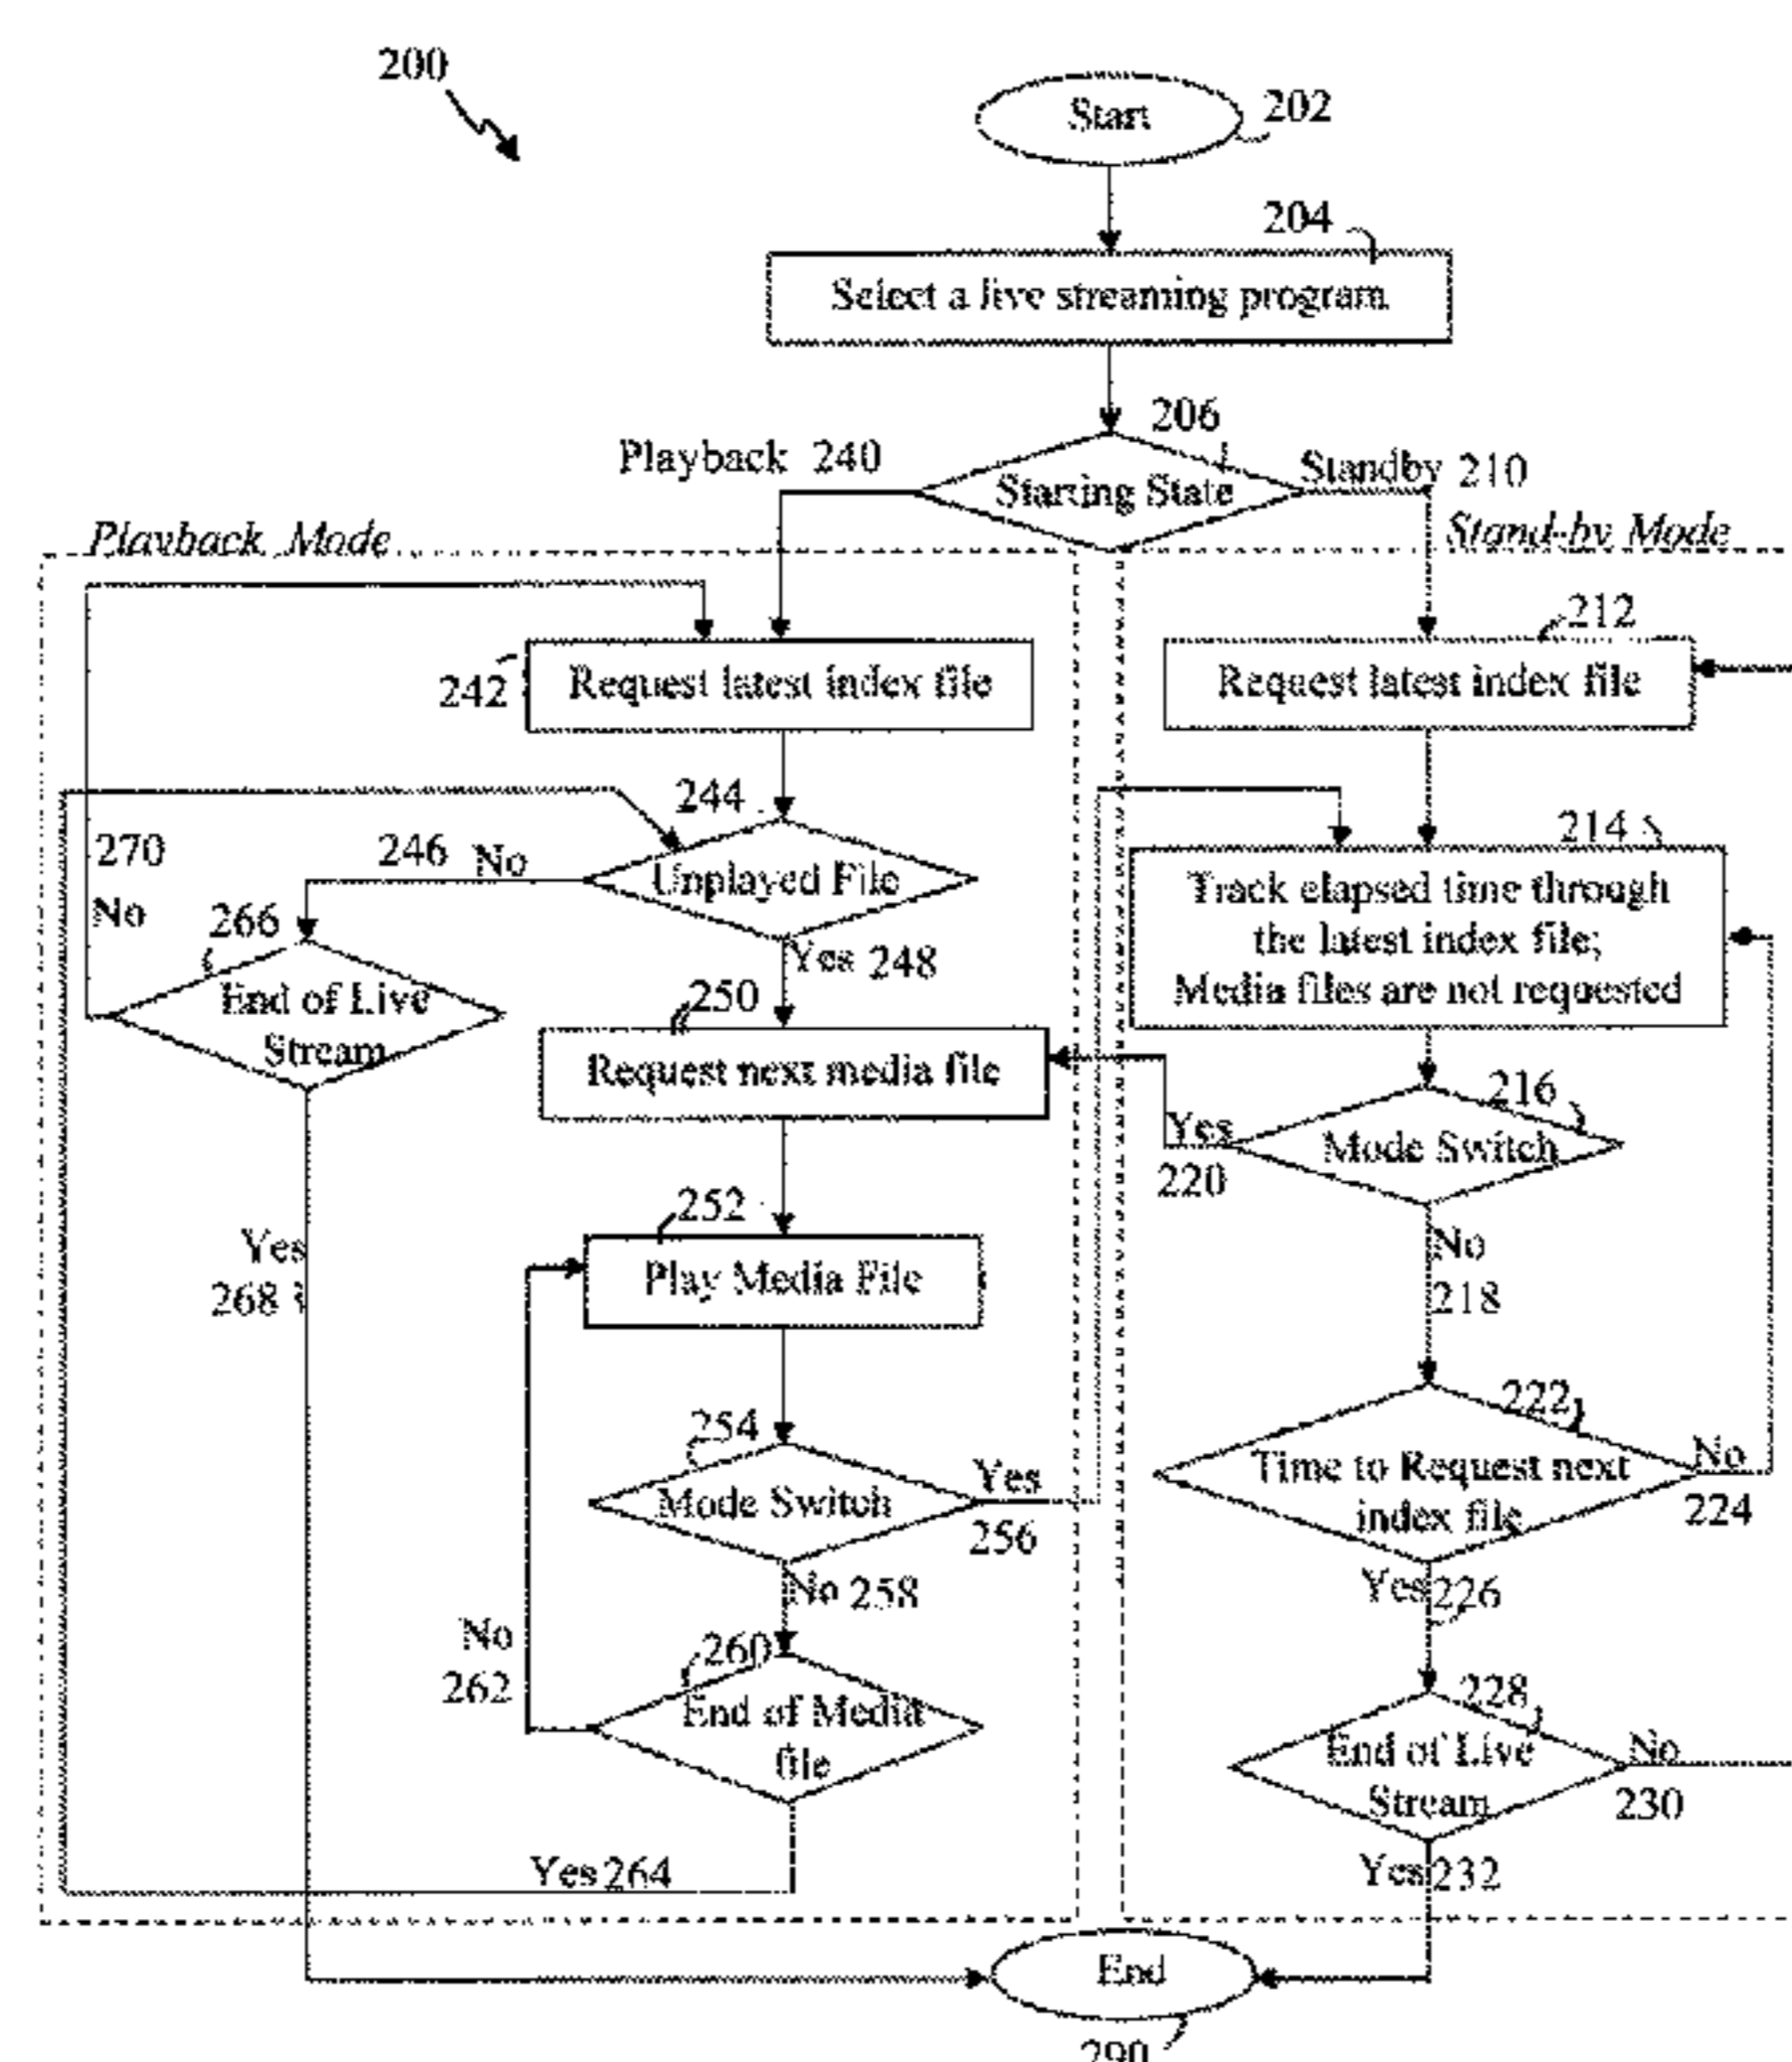 200
Start
202
204
Select a live streaming program
206
Playback 240
Starting State
Standby 210
Playback Mode
Stand-by Mode
212
242
Request latest index file
Request latest index file
244
214
270
No
246 No
Unplayed File
Track elapsed time through
the latest index file;
Media files are not requested
266
Yes 248
End of Live
Stream
250
Request next media file
216
Yes
220
Mode Switch
252
Yes
268
Play Media File
No
218
254
Mode Switch
Yes
256
222
Time to Request next
index file
No
224
No 258
Yes 226
No
262
260
End of Media
file
228
End of Live
Stream
No
230
Yes 264
Yes 232
End
290